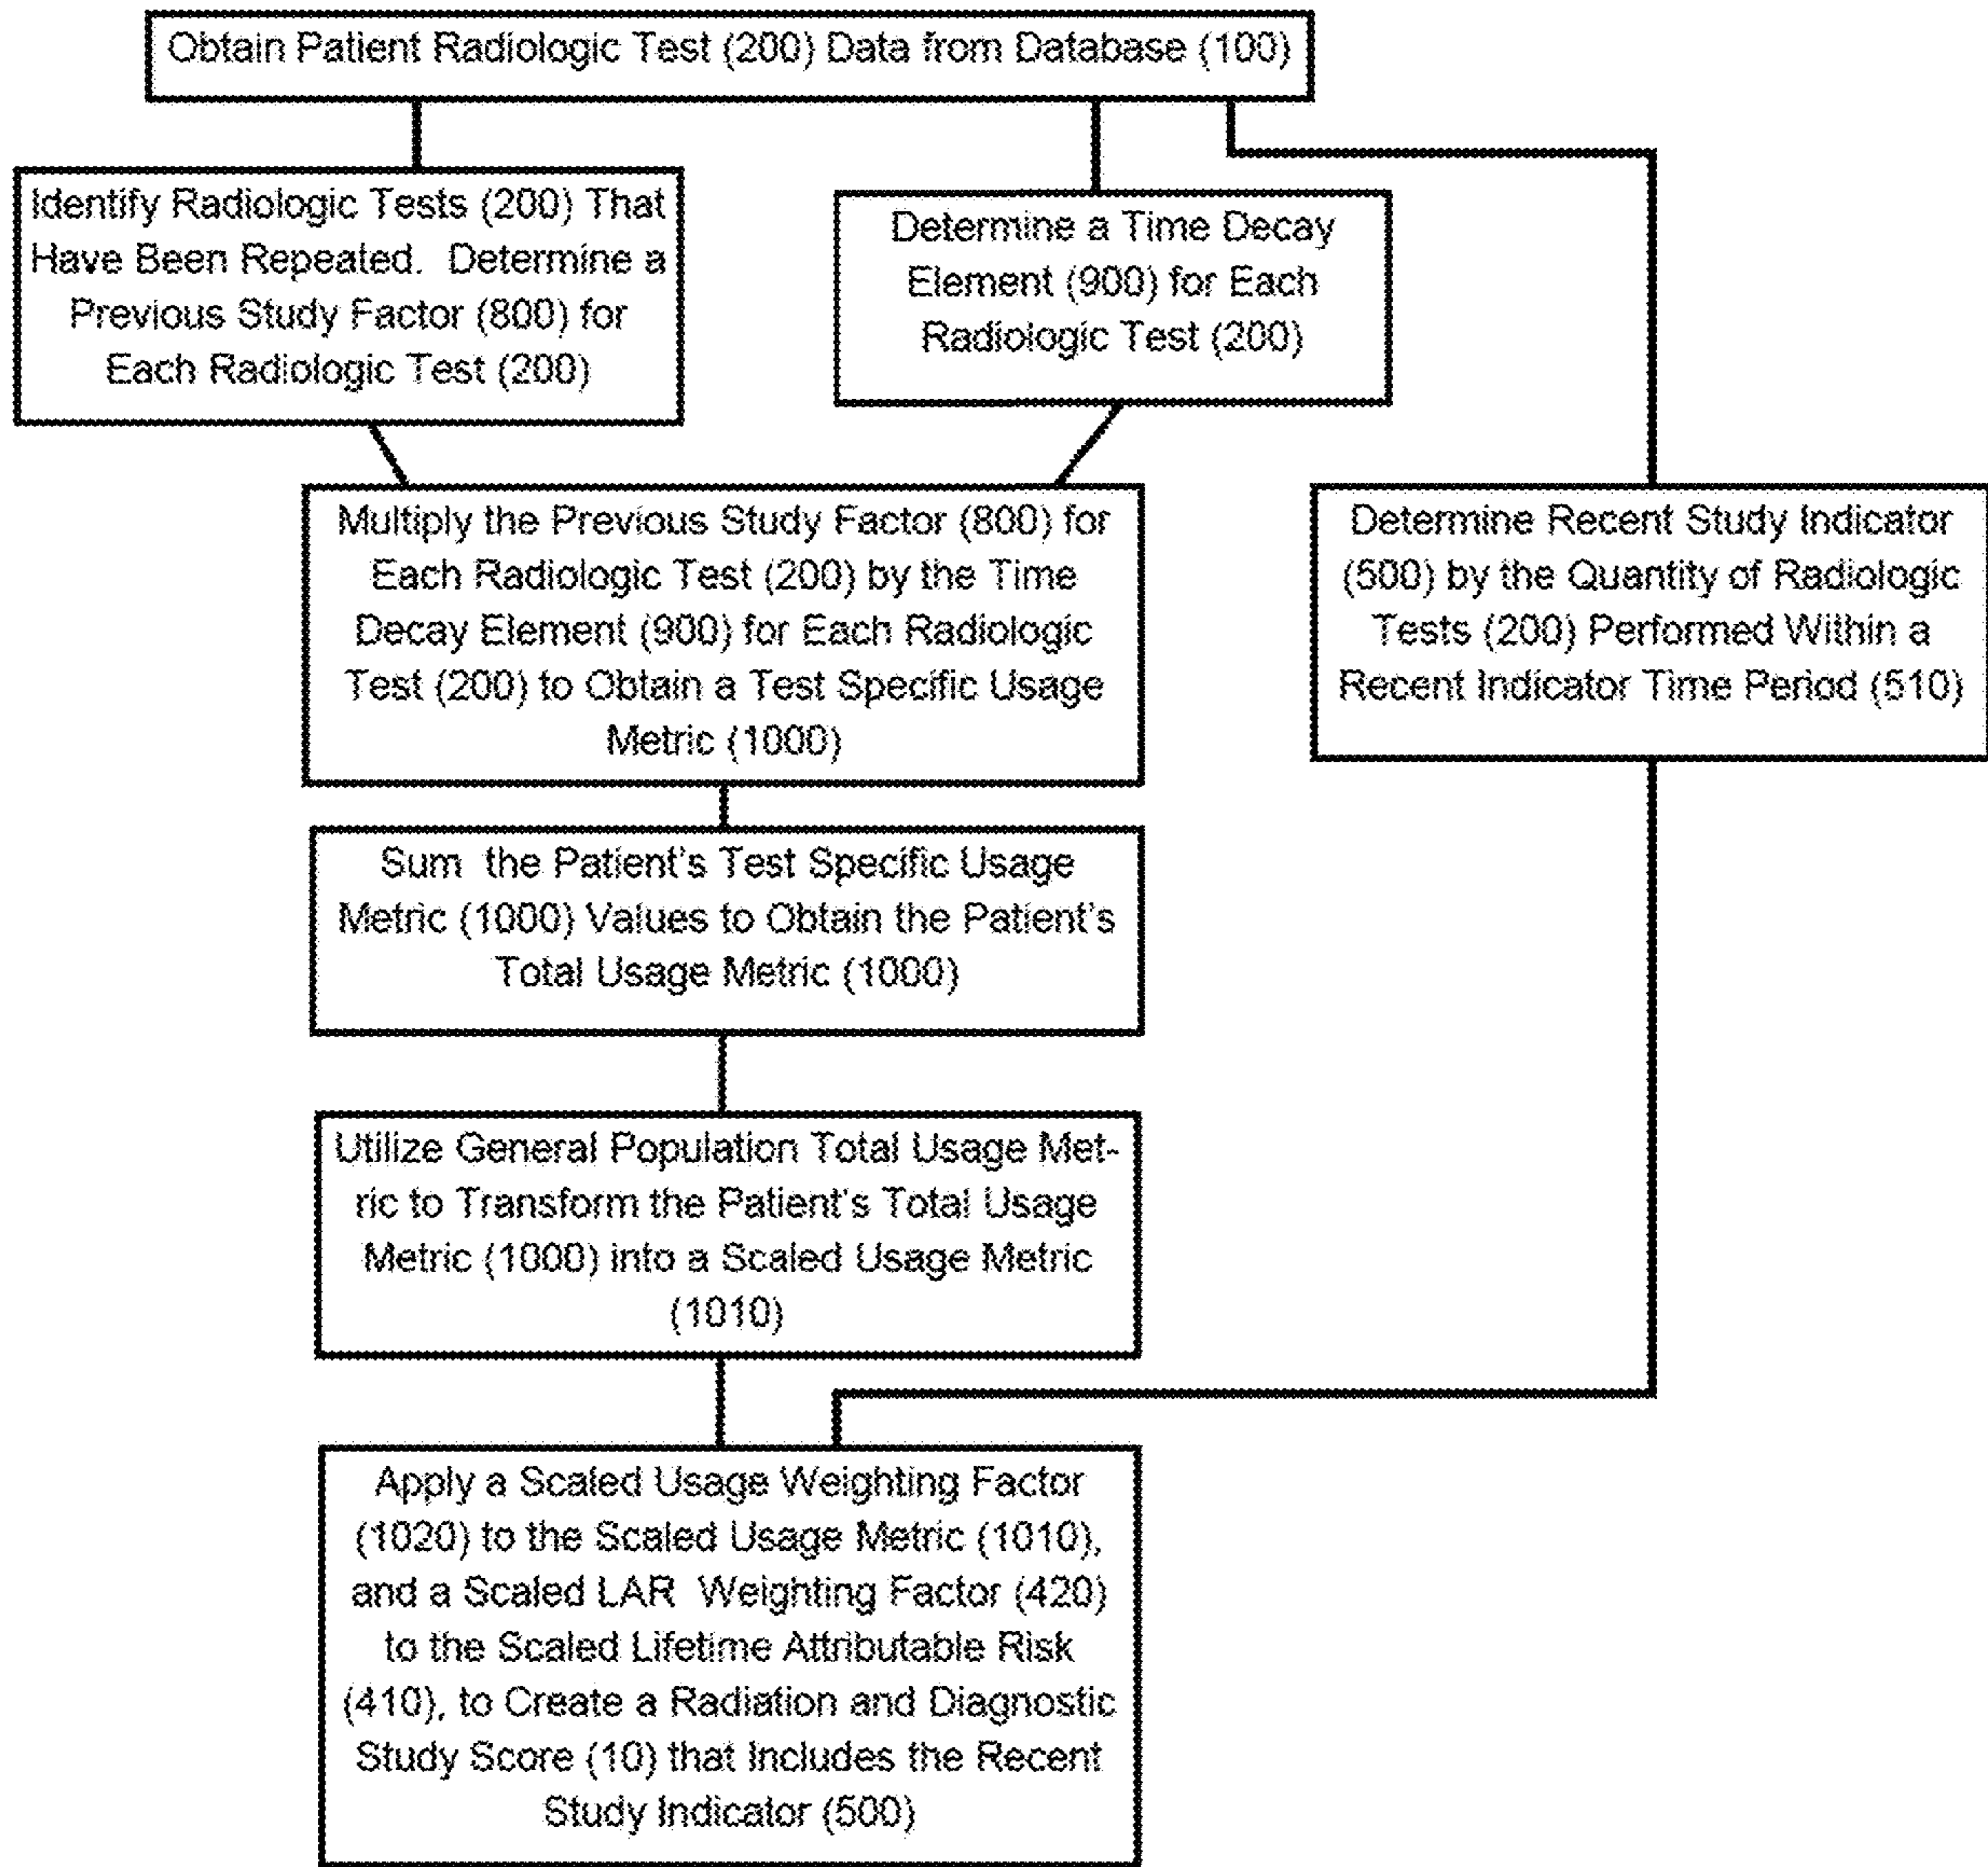 Obtain Patient Radiologic Test (200) Data from Database (100)
Identify Radiologic Tests (200) That
Have Been Repeated. Determine a
Previous Study Factor (800) for
Each Radiologic Test (200)
Determine a Time Decay
Element (900) for Each
Radiologic Test (200)
Multiply the Previous Study Factor (800) for
Each Radiologic Test (200) by the Time
Decay Element (900) for Each Radiologic
Test (200) to Obtain a Test Specific Usage
Metric (1000)
Determine Recent Study Indicator
(500) by the Quantity of Radiologic
Tests (200) Performed Within a
Recent Indicator Time Period (510)
Sum the Patient's Test Specific Usage
Metric (1000) Values to Obtain the Patient's
Total Usage Metric (1000)
Utilize General Population Total Usage Met-
ric to Transform the Patient's Total Usage
Metric (1000) into a Scaled Usage Metric
(1010)
Apply a Scaled Usage Weighting Factor
(1020) to the Scaled Usage Metric (1010),
and a Scaled LAR Weighting Factor (420)
to the Scaled Lifetime Attributable Risk
(410), to Create a Radiation and Diagnostic
Study Score (10) that Includes the Recent
Study Indicator (500)